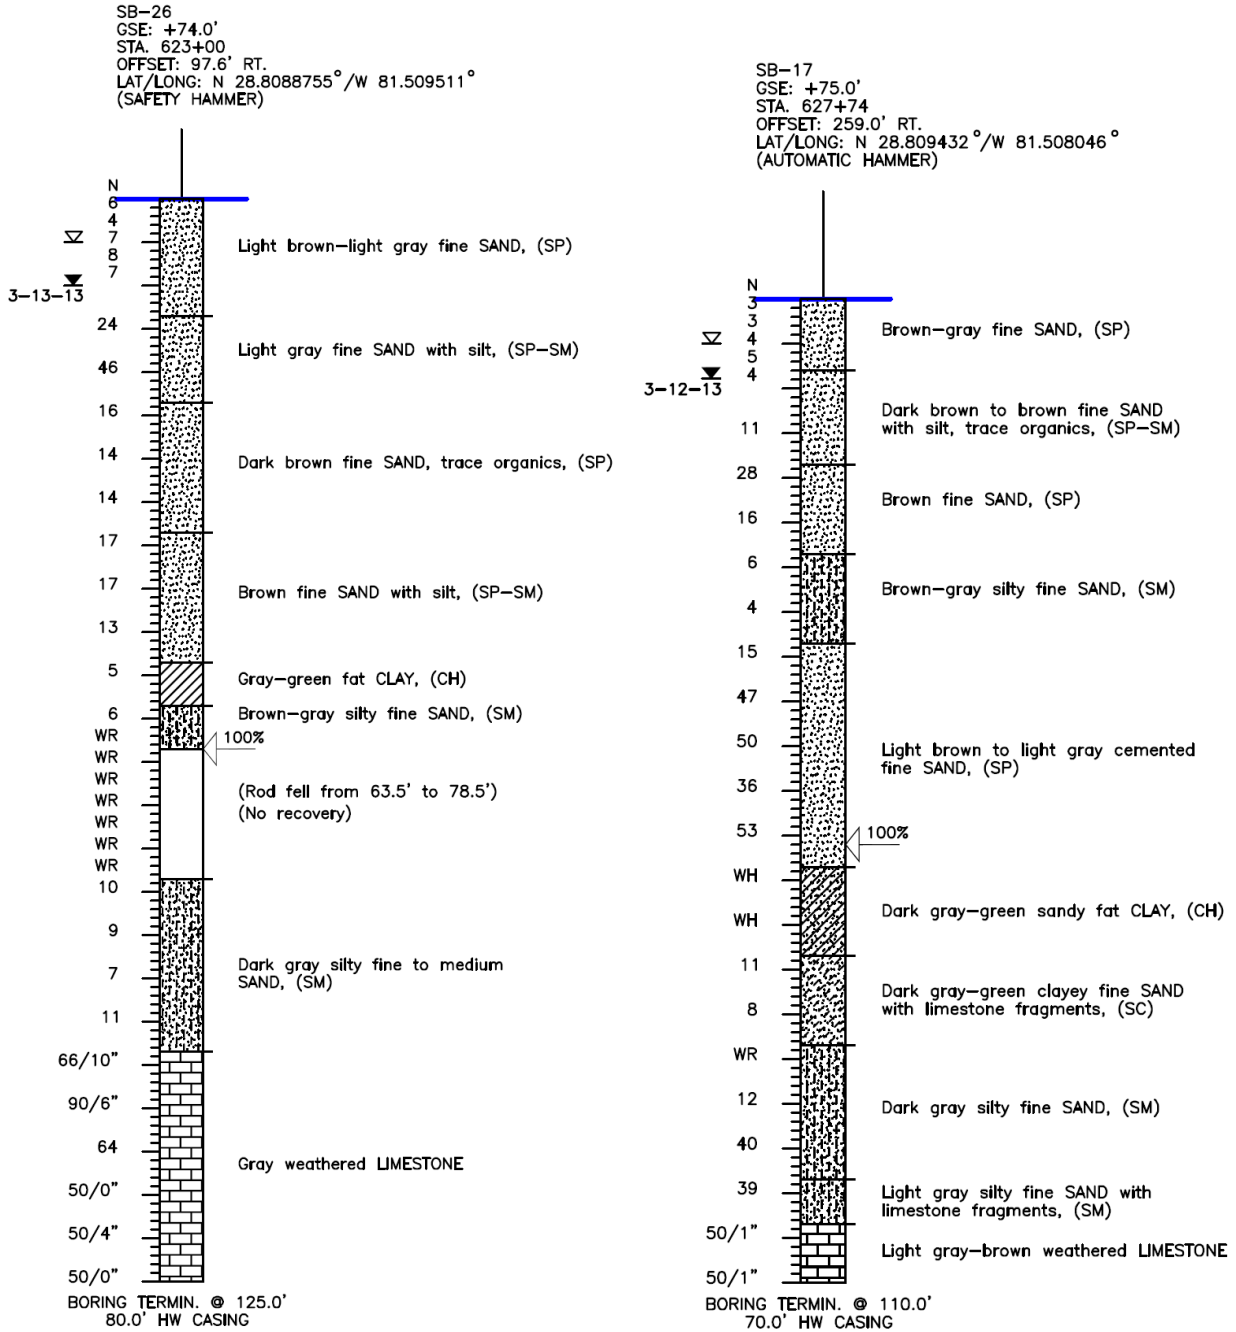 SB-26
GSE: +74.0'
STA. 623+00
OFFSET: 97.6' RT.
LAT/LONG: N 28.8088755°/W 81.509511°
(SAFETY HAMMER)
N
6
4
7
8
7
3-13-13
24
46
16
14
14
17
17
13
5
6
WR
WR
WR
WR
WR
WR
WR
WR
10
9
7
11
66/10"
90/6"
64
50/0"
50/4"
50/0"
Light brown-light gray fine SAND, (SP)
Light gray fine SAND with silt, (SP-SM)
Dark brown fine SAND, trace organics, (SP)
Brown fine SAND with silt, (SP-SM)
Gray-green fat CLAY, (CH)
Brown-gray silty fine SAND, (SM)
100%
(Rod fell from 63.5' to 78.5')
(No recovery)
Dark gray silty fine to medium
SAND, (SM)
Gray weathered LIMESTONE
BORING TERMIN. @ 125.0'
80.0' HW CASING
SB-17
GSE: +75.0'
STA. 627+74
OFFSET: 259.0' RT.
LAT/LONG: N 28.809432°/W 81.508046°
(AUTOMATIC HAMMER)
N
3
3
4
5
4
3-12-13
11
28
16
6
4
15
47
50
36
53
WH
WH
11
8
WR
12
40
39
50/1"
50/1"
Brown-gray fine SAND, (SP)
Dark brown to brown fine SAND
with silt, trace organics, (SP-SM)
Brown fine SAND, (SP)
Brown-gray silty fine SAND, (SM)
Light brown to light gray cemented
fine SAND, (SP)
100%
Dark gray-green sandy fat CLAY, (CH)
Dark gray-green clayey fine SAND
with limestone fragments, (SC)
Dark gray silty fine SAND, (SM)
Light gray silty fine SAND with
limestone fragments, (SM)
Light gray-brown weathered LIMESTONE
BORING TERMIN. @ 110.0'
70.0' HW CASING